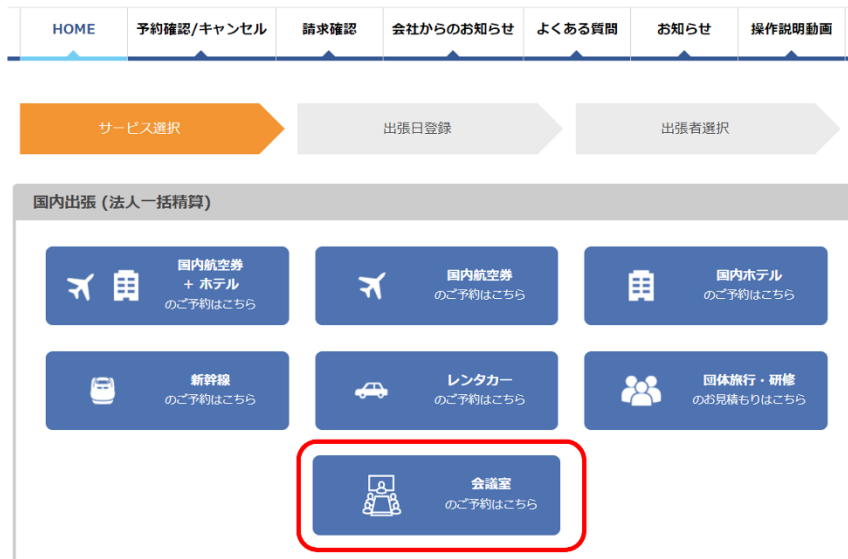 HOME 予約確認/キャンセル 請求確認 会社からのお知らせ よくある質問 お知らせ 操作説明動画
サービス選択 出張日登録 出張者選択
国内出張 (法人一括精算)
国内航空券
+ ホテル
のご予約はこちら
国内航空券
のご予約はこちら
国内ホテル
のご予約はこちら
新幹線
のご予約はこちら
レンタカー
のご予約はこちら
団体旅行・研修
のお見積もりはこちら
会議室
のご予約はこちら